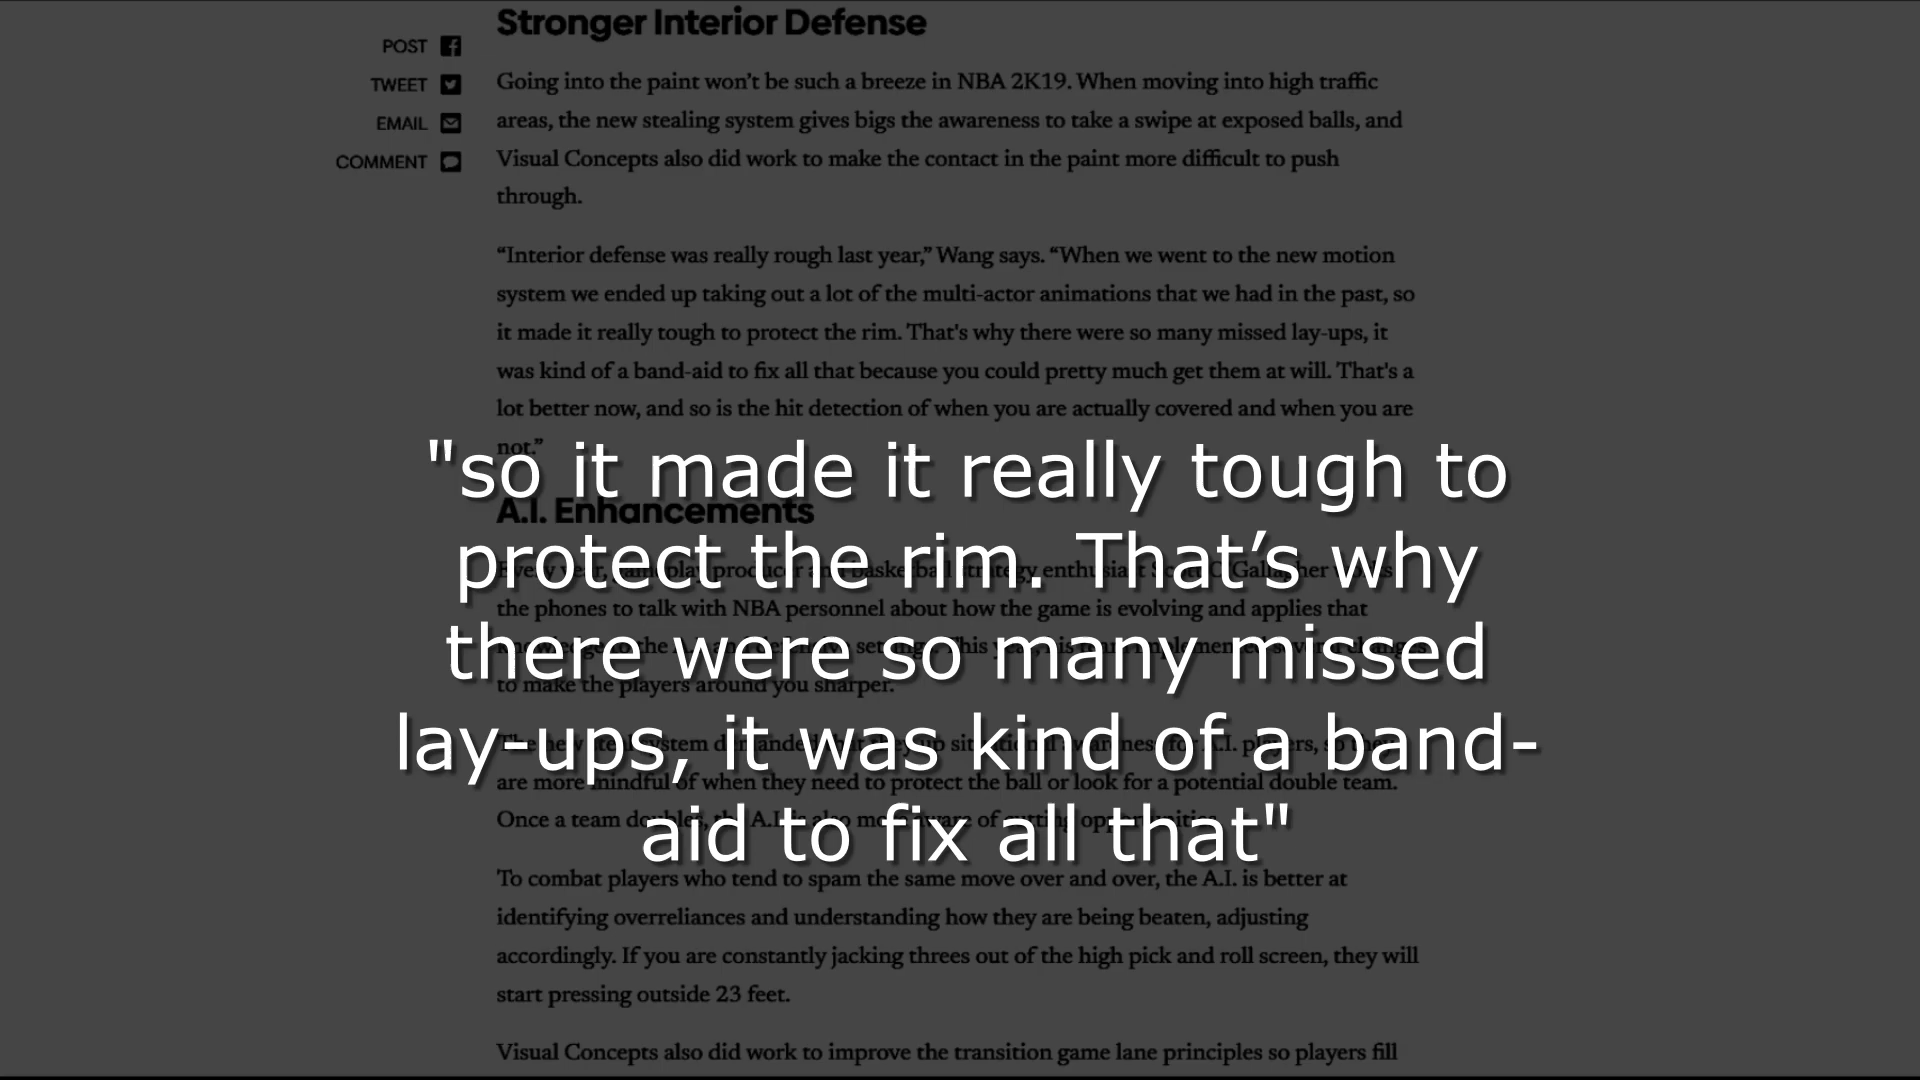 Stronger Interior Defense
POST
TWEET
EMAIL
COMMENT
Going into the paint won't be such a breeze in NBA 2K19. When moving into high traffic
areas, the new stealing system gives bigs the awareness to take a swipe at exposed balls, and
Visual Concepts also did work to make the contact in the paint more difficult to push
through.
“Interior defense was really rough last year,” Wang says. “When we went to the new motion
system we ended up taking out a lot of the multi-actor animations that we had in the past, so
it made it really tough to protect the rim. That's why there were so many missed lay-ups, it
was kind of a band-aid to fix all that because you could pretty much get them at will. That's a
lot better now, and so is the hit detection of when you are actually covered and when you are
not.”
"so it made it really tough to
protect the rim. That’s why
there were so many missed
lay-ups, it was kind of a band-
aid to fix all that"
A.I. Enhancements
the phones to talk with NBA personnel about how the game is evolving and applies that
to make the players around you sharper.
are more mindful of when they need to protect the ball or look for a potential double team.
Once a team doubles, the A.I. is also more aware of cutting
To combat players who tend to spam the same move over and over, the A.I. is better at
identifying overreliances and understanding how they are being beaten, adjusting
accordingly. If you are constantly jacking threes out of the high pick and roll screen, they will
start pressing outside 23 feet.
Visual Concepts also did work to improve the transition game lane principles so players fill